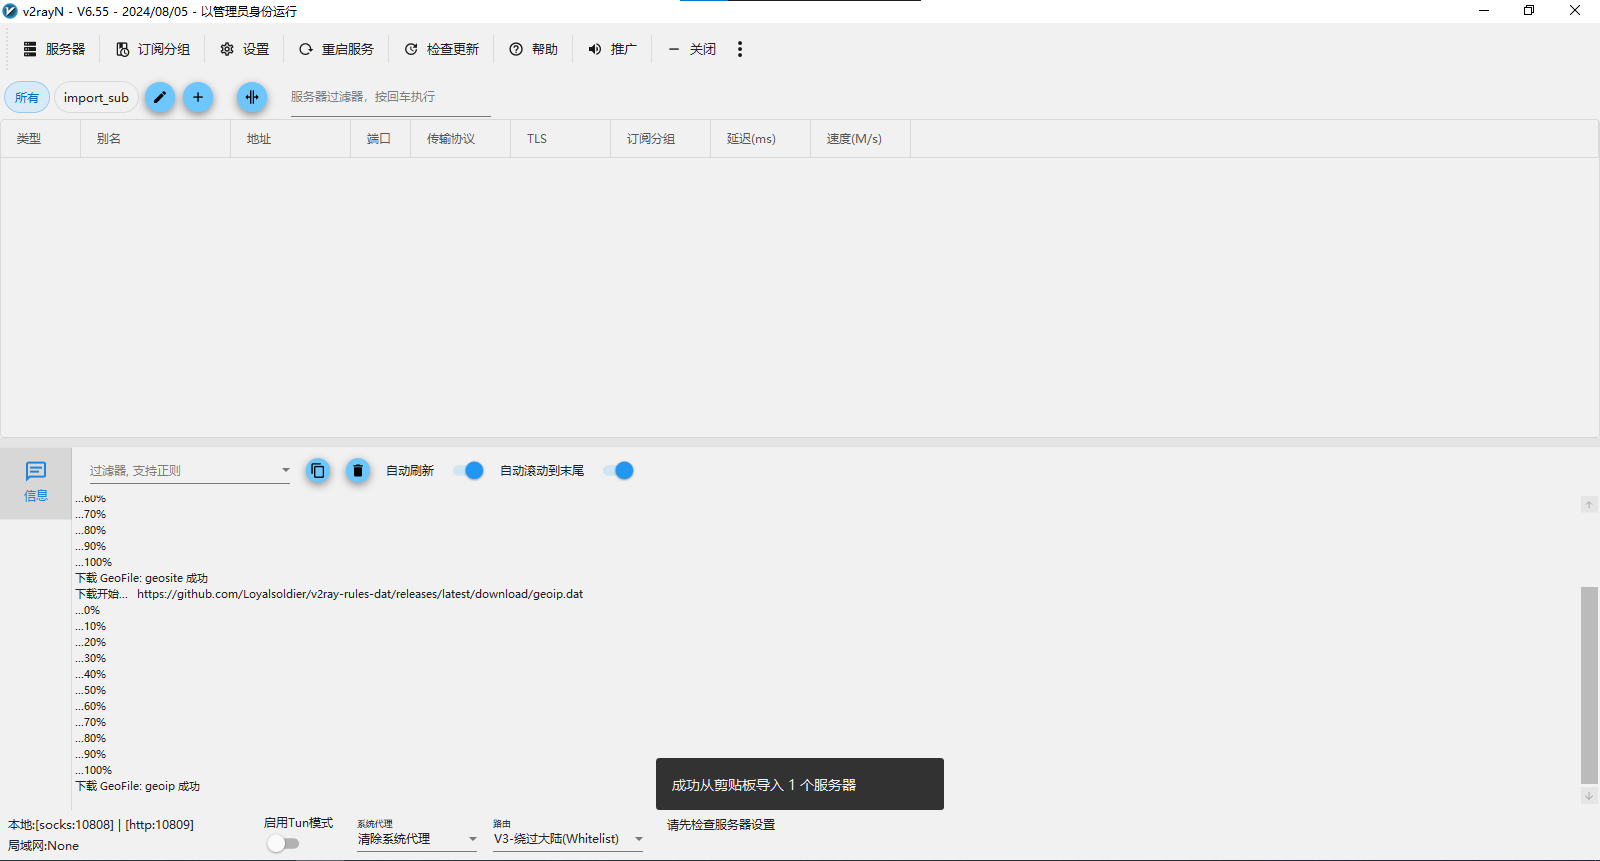 v2rayN - V6.55 - 2024/08/05 - 以管理员身份运行
服务器 订阅分组 设置 重启服务 检查更新 帮助 推广 关闭
所有 import_sub 服务器过滤器，按回车执行
类型 别名 地址 端口 传输协议 TLS 订阅分组 延迟(ms) 速度(M/s)
过滤器, 支持正则 自动刷新 自动滚动到末尾
信息
...60%
...70%
...80%
...90%
...100%
下载 GeoFile: geosite 成功
下载开始... https://github.com/Loyalsoldier/v2ray-rules-dat/releases/latest/download/geoip.dat
...0%
...10%
...20%
...30%
...40%
...50%
...60%
...70%
...80%
...90%
...100%
下载 GeoFile: geoip 成功
成功从剪贴板导入 1 个服务器
本地:[socks:10808] | [http:10809]
局域网:None
启用Tun模式
系统代理
清除系统代理
路由
V3-绕过大陆(Whitelist)
请先检查服务器设置